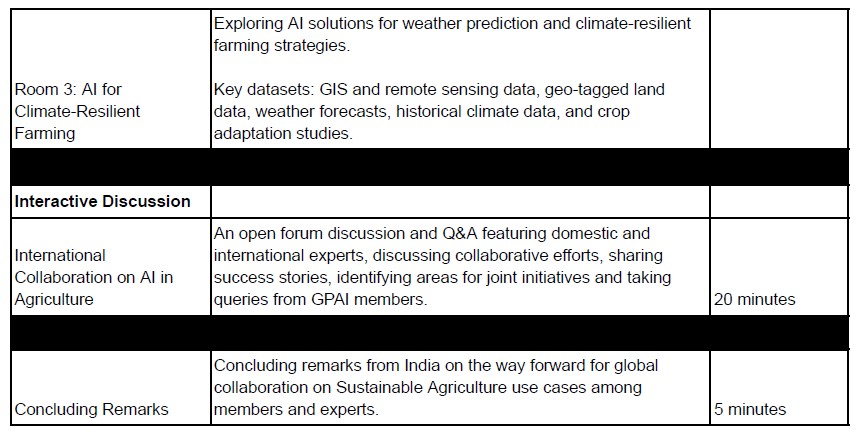 Exploring AI solutions for weather prediction and climate-resilient
farming strategies.
Room 3: AI for
Climate-Resilient
Farming
Key datasets: GIS and remote sensing data, geo-tagged land
data, weather forecasts, historical climate data, and crop
adaptation studies.
Interactive Discussion
International
Collaboration on AI in
Agriculture
An open forum discussion and Q&A featuring domestic and
international experts, discussing collaborative efforts, sharing
success stories, identifying areas for joint initiatives and taking
queries from GPAI members.
20 minutes
Concluding Remarks
Concluding remarks from India on the way forward for global
collaboration on Sustainable Agriculture use cases among
members and experts.
5 minutes